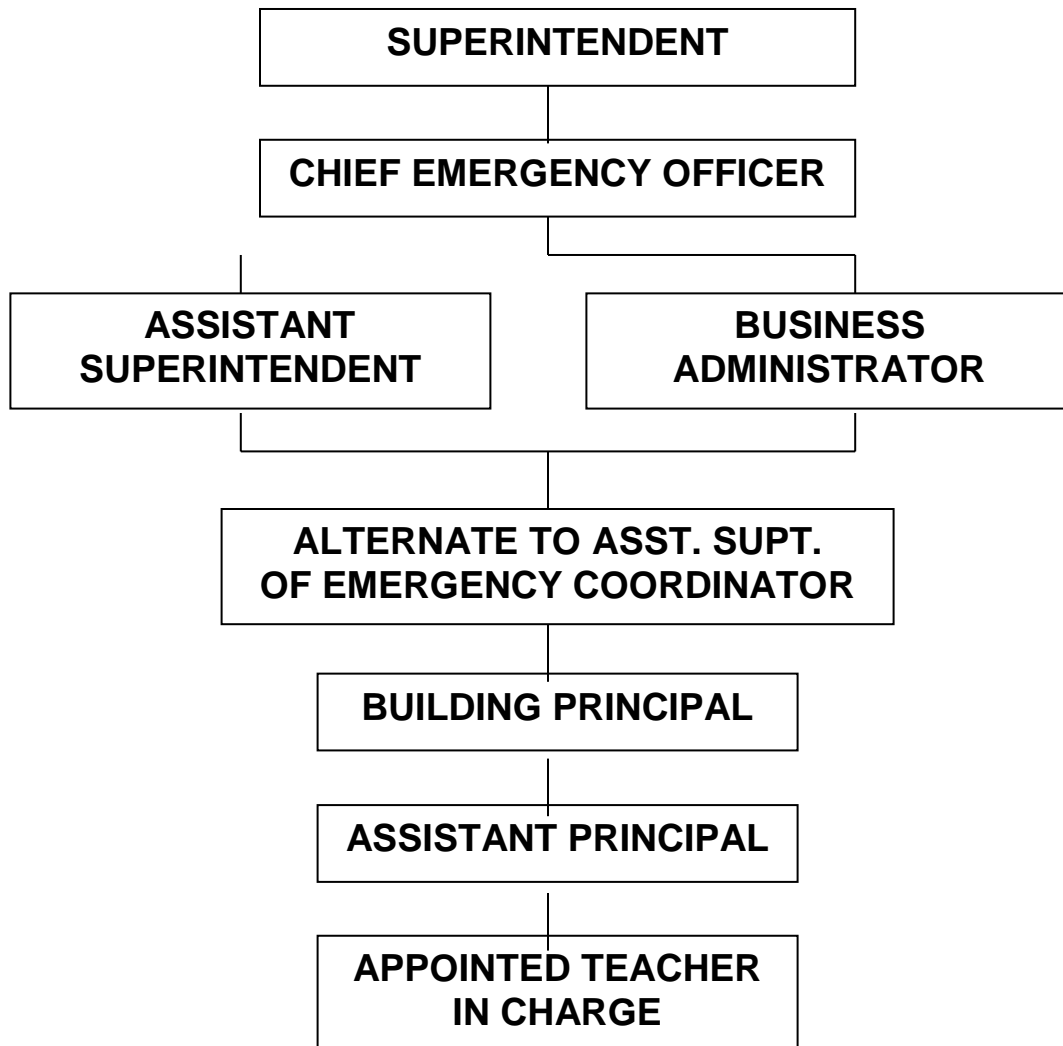 SUPERINTENDENT
CHIEF EMERGENCY OFFICER
ASSISTANT
SUPERINTENDENT
BUSINESS
ADMINISTRATOR
ALTERNATE TO ASST. SUPT.
OF EMERGENCY COORDINATOR
BUILDING PRINCIPAL
ASSISTANT PRINCIPAL
APPOINTED TEACHER
IN CHARGE